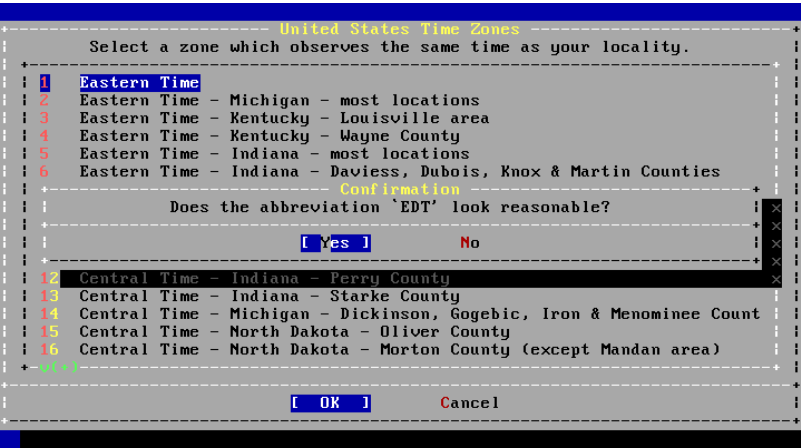 United States Time Zones
Select a zone which observes the same time as your locality.
1 Eastern Time
2 Eastern Time - Michigan - most locations
3 Eastern Time - Kentucky - Louisville area
4 Eastern Time - Kentucky - Wayne County
5 Eastern Time - Indiana - most locations
6 Eastern Time - Indiana - Daviess, Dubois, Knox & Martin Counties
Confirmation
Does the abbreviation `EDT' look reasonable?
x
x
[ Yes ] No x
x
12 Central Time - Indiana - Perry County x
13 Central Time - Indiana - Starke County
14 Central Time - Michigan - Dickinson, Gogebic, Iron & Menominee Count
15 Central Time - North Dakota - Oliver County
16 Central Time - North Dakota - Morton County (except Mandan area)
v(+)
[ OK ] Cancel